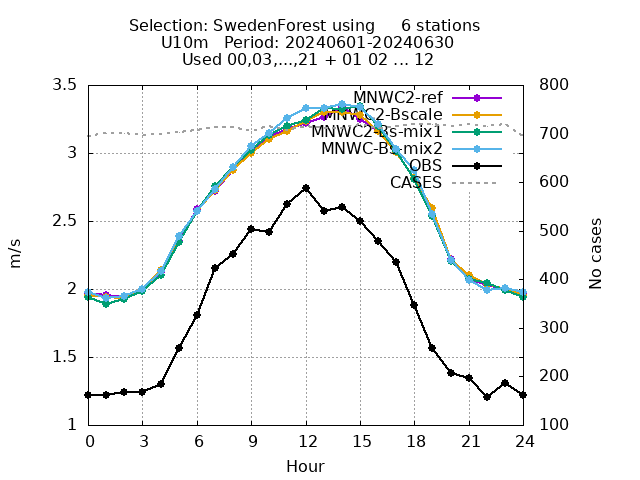 Selection: SwedenForest using     6 stations
U10m   Period: 20240601-20240630
Used 00,03,...,21 + 01 02 ... 12
3.5
3
2.5
2
1.5
1
m/s
800
700
600
500
400
300
200
100
No cases
MNWC2-ref
MNWC2-Bscale
MNWC2-Bs-mix1
MNWC-Bs-mix2
OBS
CASES
0 3 6 9 12 15 18 21 24
Hour